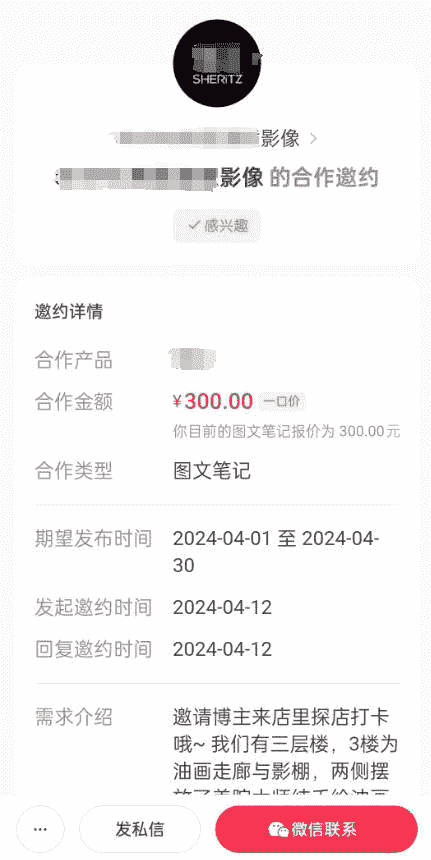 SHERITZ
影像
影像 的合作邀约
感兴趣
邀约详情
合作产品
合作金额 ¥300.00 一口价
你目前的图文笔记报价为 300.00元
合作类型 图文笔记
期望发布时间 2024-04-01 至 2024-04-
30
发起邀约时间 2024-04-12
回复邀约时间 2024-04-12
需求介绍 邀请博主来店里探店打卡
哦~ 我们有三层楼，3楼为
油画走廊与影棚，两侧摆
发私信 微信联系